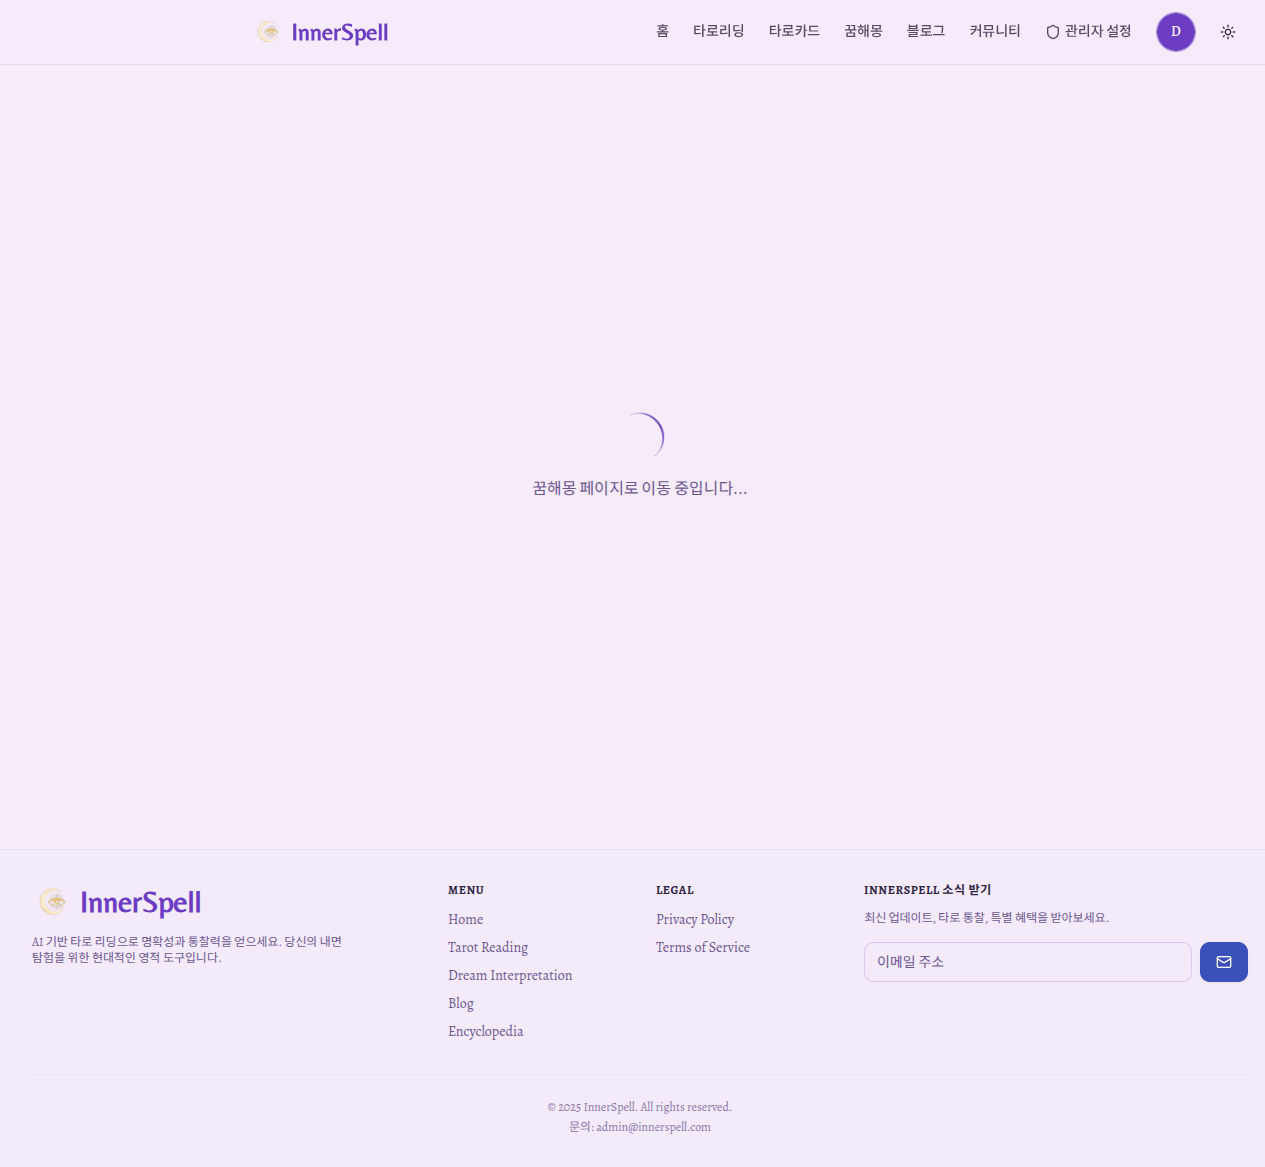 InnerSpell
홈
타로리딩
타로카드
꿈해몽
블로그
커뮤니티
관리자 설정
D
꿈해몽 페이지로 이동 중입니다...
InnerSpell
AI 기반 타로 리딩으로 명확성과 통찰력을 얻으세요. 당신의 내면
탐험을 위한 현대적인 영적 도구입니다.
MENU
Home
Tarot Reading
Dream Interpretation
Blog
Encyclopedia
LEGAL
Privacy Policy
Terms of Service
INNERSPELL 소식 받기
최신 업데이트, 타로 통찰, 특별 혜택을 받아보세요.
이메일 주소
© 2025 InnerSpell. All rights reserved.
문의: admin@innerspell.com